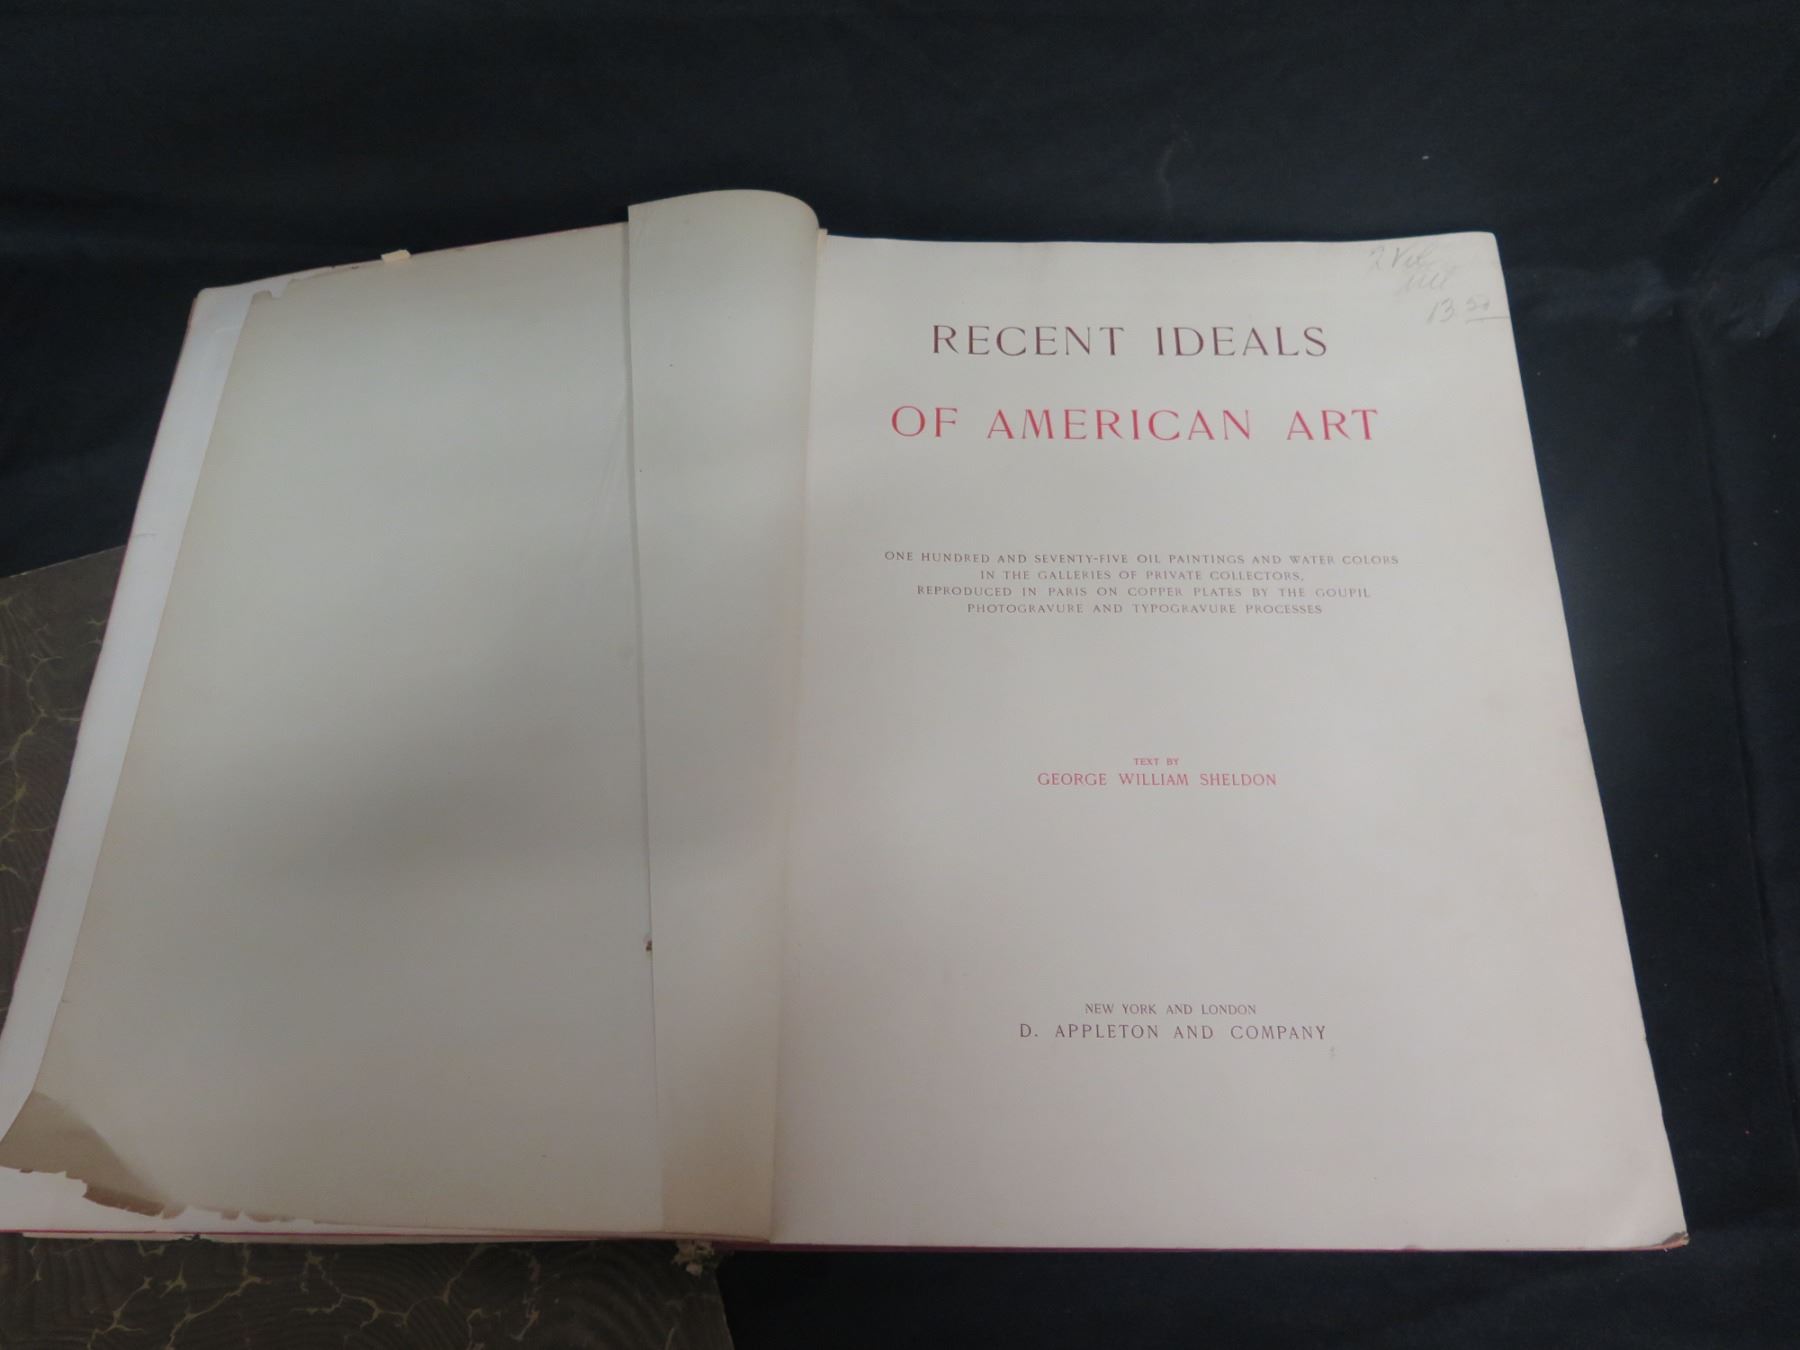 2 Vol
13 50
RECENT IDEALS
OF AMERICAN ART
ONE HUNDRED AND SEVENTY-FIVE OIL PAINTINGS AND WATER COLORS
IN THE GALLERIES OF PRIVATE COLLECTORS,
REPRODUCED IN PARIS ON COPPER PLATES BY THE GOUPIL
PHOTOGRAVURE AND TYPOGRAVURE PROCESSES
TEXT BY
GEORGE WILLIAM SHELDON
NEW YORK AND LONDON
D. APPLETON AND COMPANY